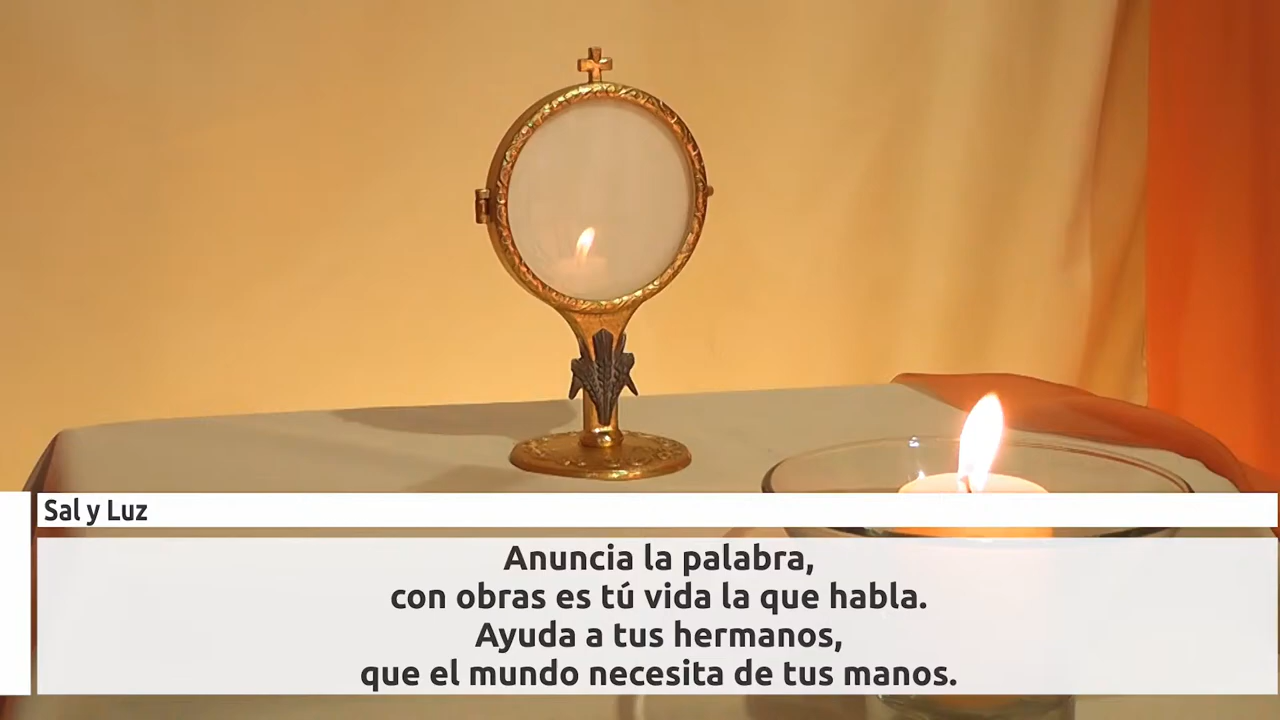 Sal y Luz
Anuncia la palabra,
con obras es tú vida la que habla.
Ayuda a tus hermanos,
que el mundo necesita de tus manos.